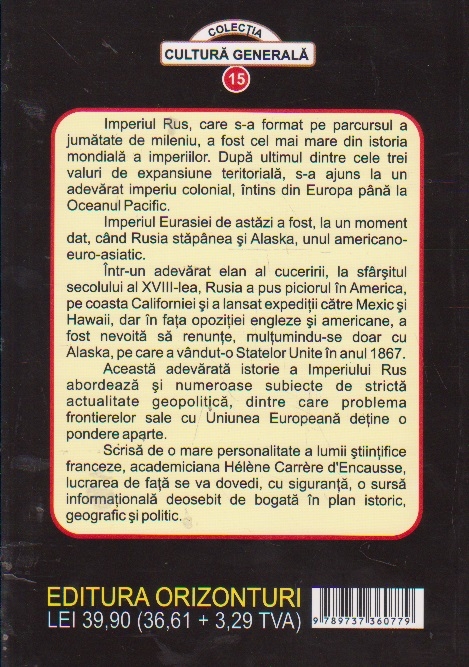 COLECȚIA
CULTURĂ GENERALĂ
15
Imperiul Rus, care s-a format pe parcursul a
jumătate de mileniu, a fost cel mai mare din istoria
mondială a imperiilor. După ultimul dintre cele trei
valuri de expansiune teritorială, s-a ajuns la un
adevărat imperiu colonial, întins din Europa până la
Oceanul Pacific.
Imperiul Eurasiei de astăzi a fost, la un moment
dat, când Rusia stăpânea și Alaska, unul americano-
euro-asiatic.
Într-un adevărat elan al cuceririi, la sfârșitul
secolului al XVIII-lea, Rusia a pus piciorul în America,
pe coasta Californiei și a lansat expediții către Mexic și
Hawaii, dar în fața opoziției engleze și americane, a
fost nevoită să renunțe, mulțumindu-se doar cu
Alaska, pe care a vândut-o Statelor Unite în anul 1867.
Această adevărată istorie a Imperiului Rus
abordează și numeroase subiecte de strictă
actualitate geopolitică, dintre care problema
frontierelor sale cu Uniunea Europeană deține o
pondere aparte.
Scrisă de o mare personalitate a lumii științifice
franceze, academiciana Hélène Carrère d'Encausse,
lucrarea de față se va dovedi, cu siguranță, o sursă
informațională deosebit de bogată în plan istoric,
geografic și politic.
EDITURA ORIZONTURI
LEI 39,90 (36,61 + 3,29 TVA)
9 789737 360779